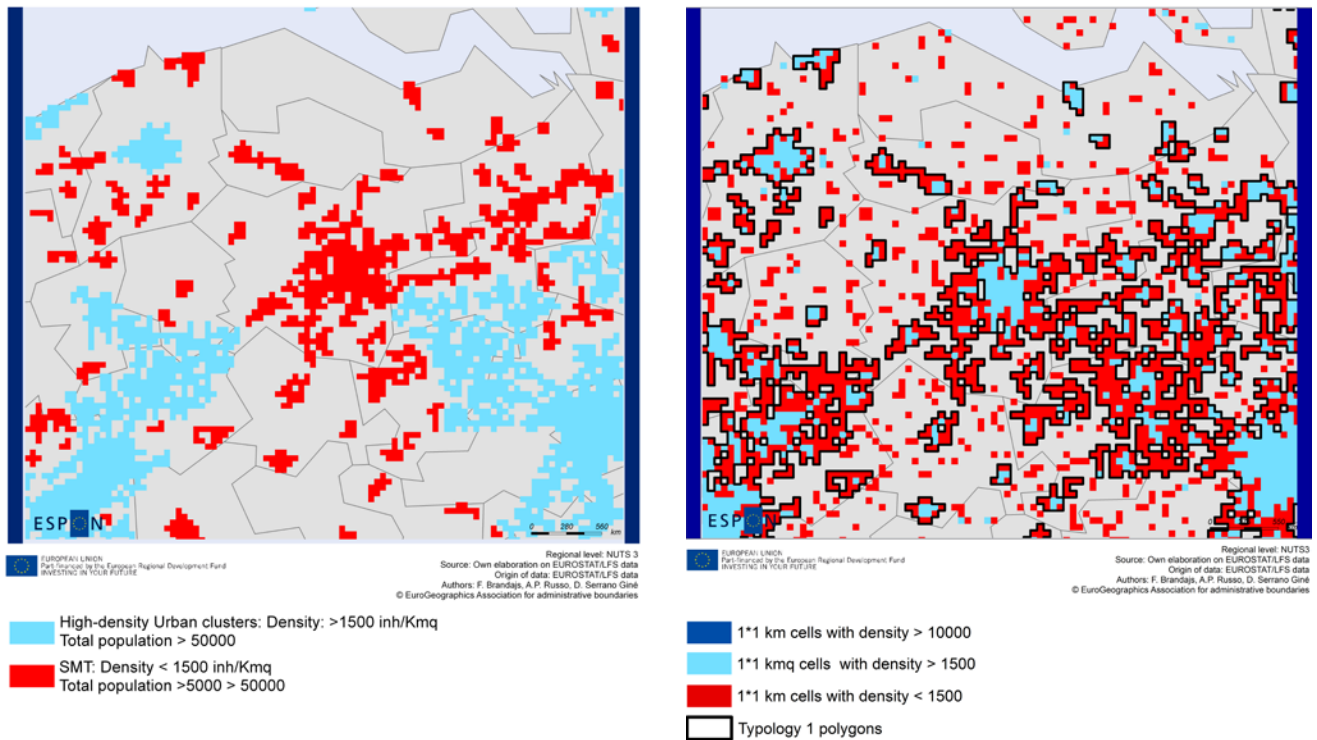 ESPON
0 280 560
km
EUROPEAN UNION
Part-financed by the European Regional Development Fund
INVESTING IN YOUR FUTURE
Regional level: NUTS 3
Source: Own elaboration on EUROSTAT/LFS data
Origin of data: EUROSTAT/LFS data
Authors: F. Brandajs, A.P. Russo, D. Serrano Giné
© EuroGeographics Association for administrative boundaries
High-density Urban clusters: Density: >1500 inh/Kmq
Total population > 50000
SMT: Density < 1500 inh/Kmq
Total population >5000 > 50000
ESPON
0
EUROPEAN UNION
Part-financed by the European Regional Development Fund
INVESTING IN YOUR FUTURE
Regional level: NUTS3
Source: Own elaboration on EUROSTAT/LFS data
Origin of data: EUROSTAT/LFS data
Authors: F. Brandajs, A.P. Russo, D. Serrano Giné
© EuroGeographics Association for administrative boundaries
1*1 km cells with density > 10000
1*1 kmq cells with density > 1500
1*1 km cells with density < 1500
Typology 1 polygons